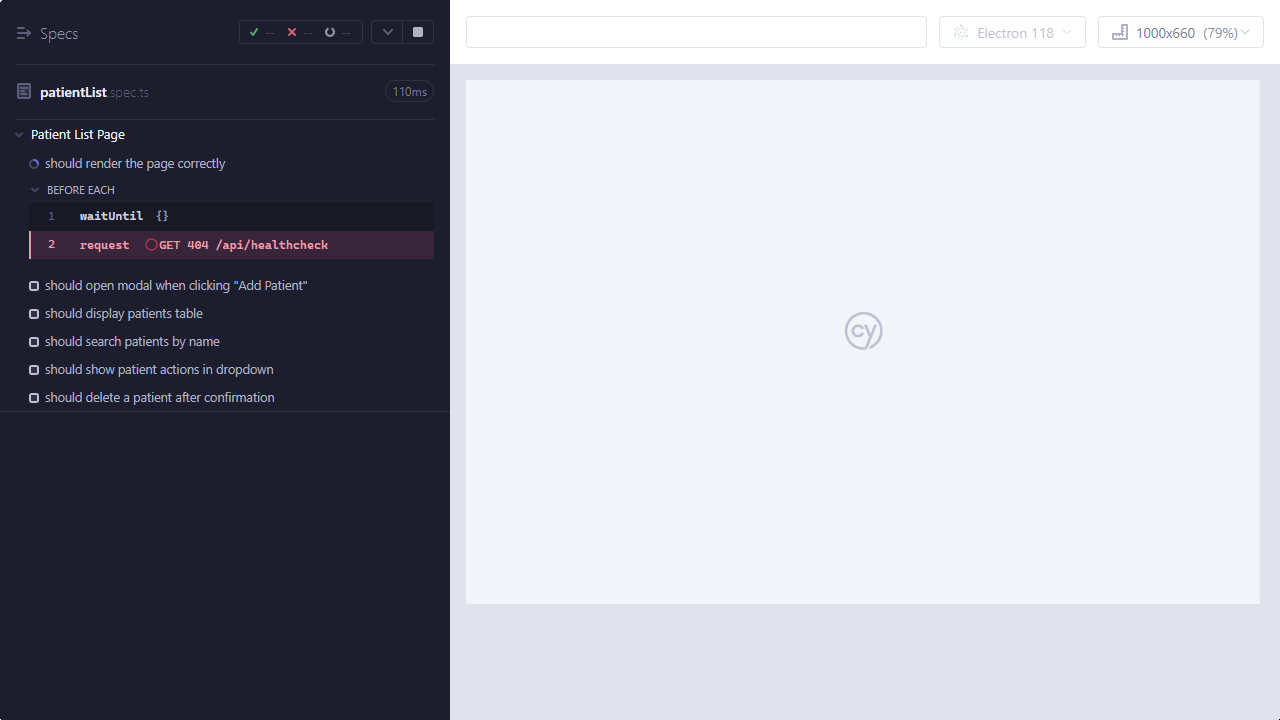 Specs
-- -- --
patientList.spec.ts 110ms
Patient List Page
should render the page correctly
BEFORE EACH
1 waitUntil {}
2 request GET 404 /api/healthcheck
should open modal when clicking "Add Patient"
should display patients table
should search patients by name
should show patient actions in dropdown
should delete a patient after confirmation
Electron 118
1000x660 (79%)
cy